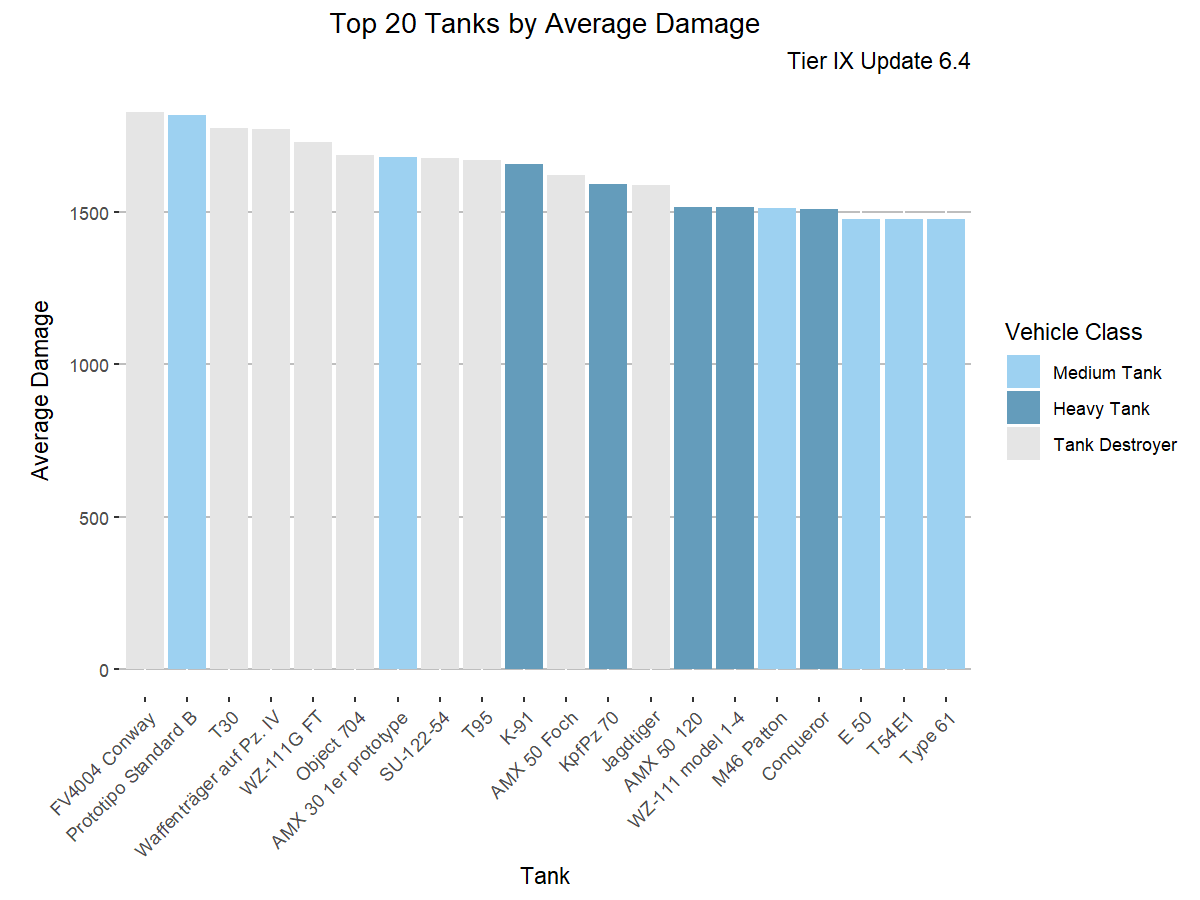 Top 20 Tanks by Average Damage
Tier IX Update 6.4
Average Damage
1500
1000
500
0
FV4004 Conway
Prototipo Standard B
T30
Waffenträger auf Pz. IV
WZ-111G FT
Object 704
AMX 30 1er prototype
SU-122-54
T95
K-91
AMX 50 Foch
KpfPz 70
Jagdtiger
AMX 50 120
WZ-111 model 1-4
M46 Patton
Conqueror
E 50
T54E1
Type 61
Tank
Vehicle Class
Medium Tank
Heavy Tank
Tank Destroyer